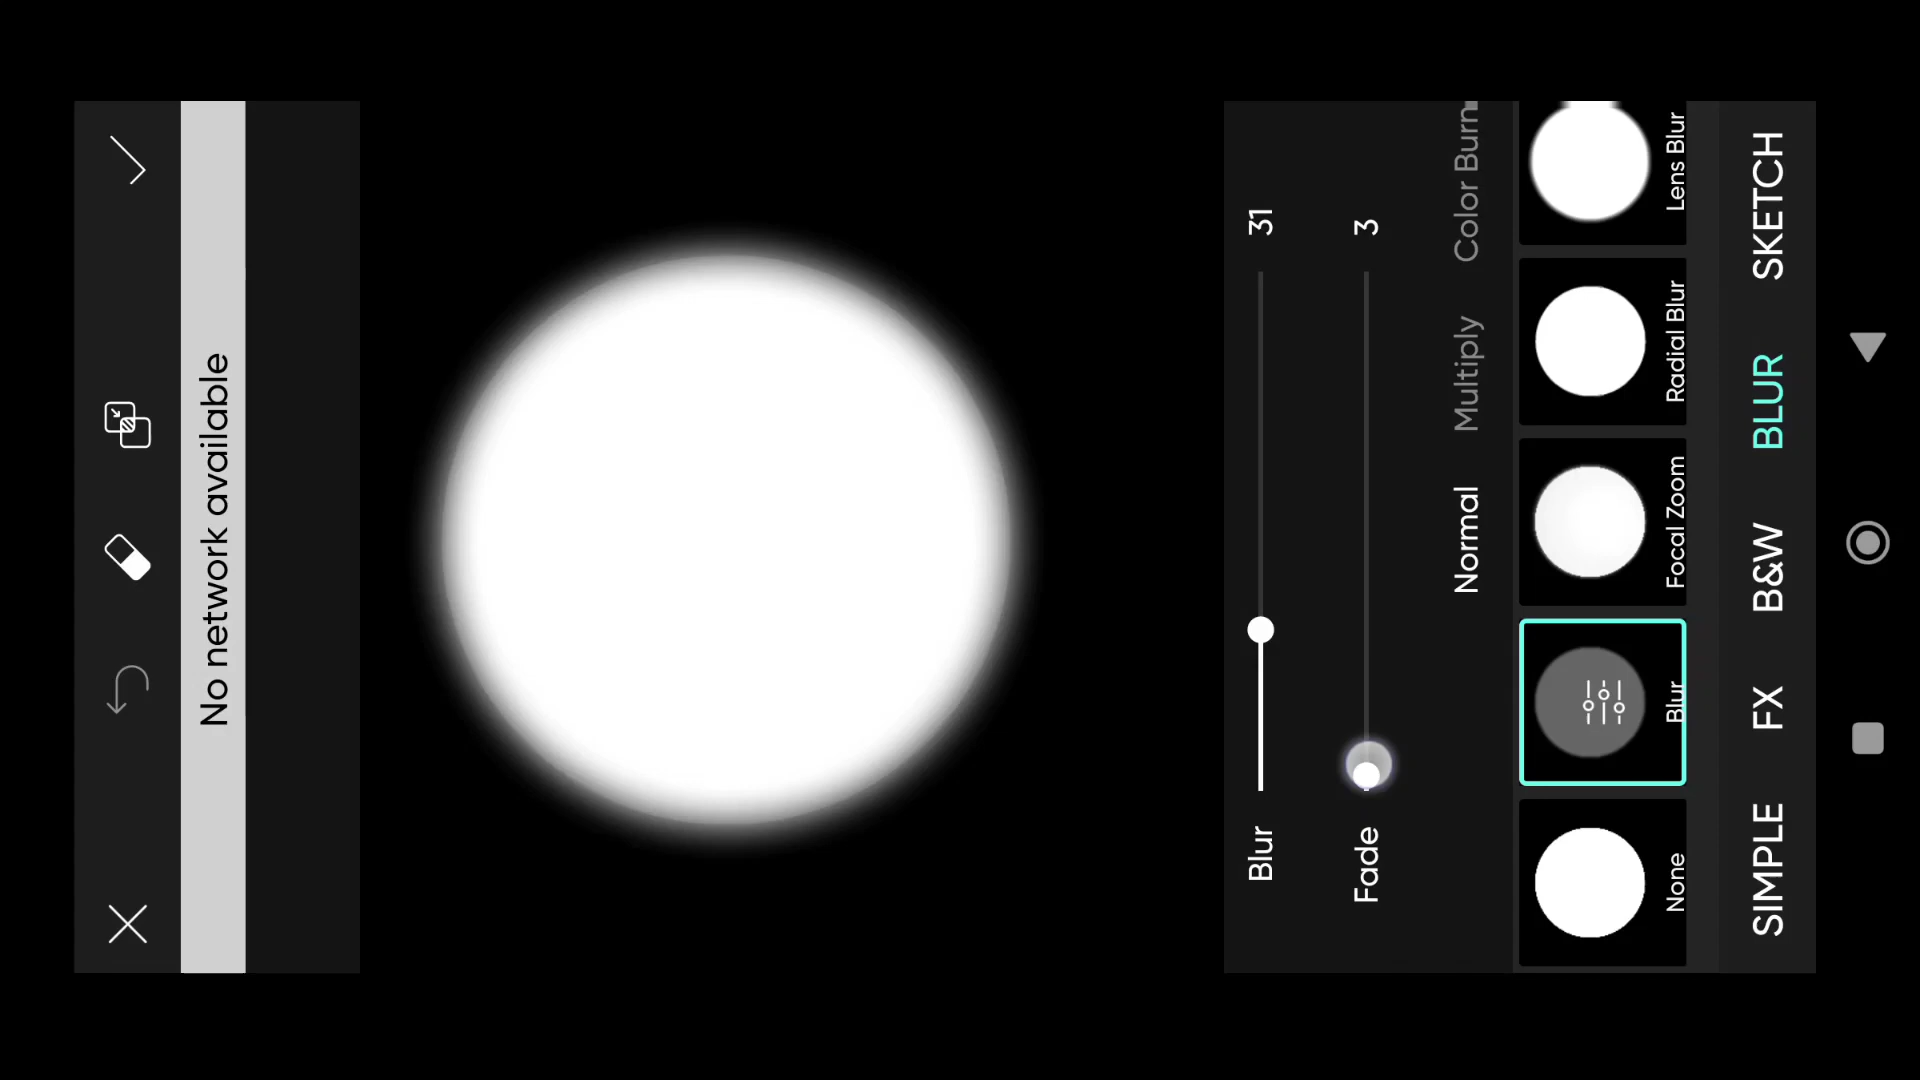 No network available
Blur 31
Fade 3
Normal Multiply Color Burn
None Blur Focal Zoom Radial Blur Lens Blur
SIMPLE FX B&W BLUR SKETCH